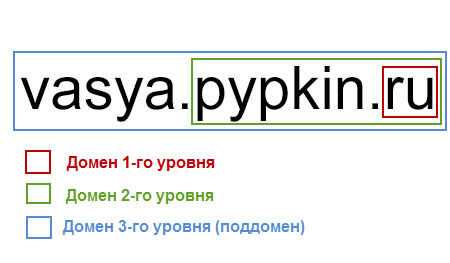 vasya.pypkin.ru
Домен 1-го уровня
Домен 2-го уровня
Домен 3-го уровня (поддомен)